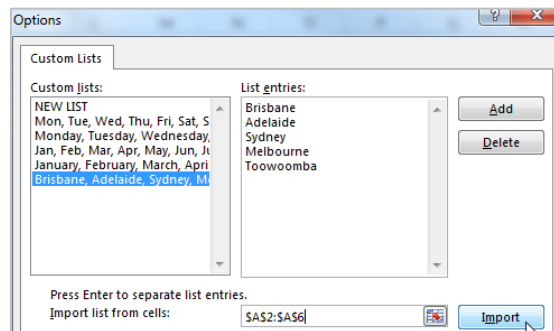 Options
Custom Lists
Custom lists:
NEW LIST
Mon, Tue, Wed, Thu, Fri, Sat, S
Monday, Tuesday, Wednesday,
Jan, Feb, Mar, Apr, May, Jun, Ju
January, February, March, Apri
Brisbane, Adelaide, Sydney, Me
List entries:
Brisbane
Adelaide
Sydney
Melbourne
Toowoomba
Add
Delete
Press Enter to separate list entries.
Import list from cells:
$A$2:$A$6
Import